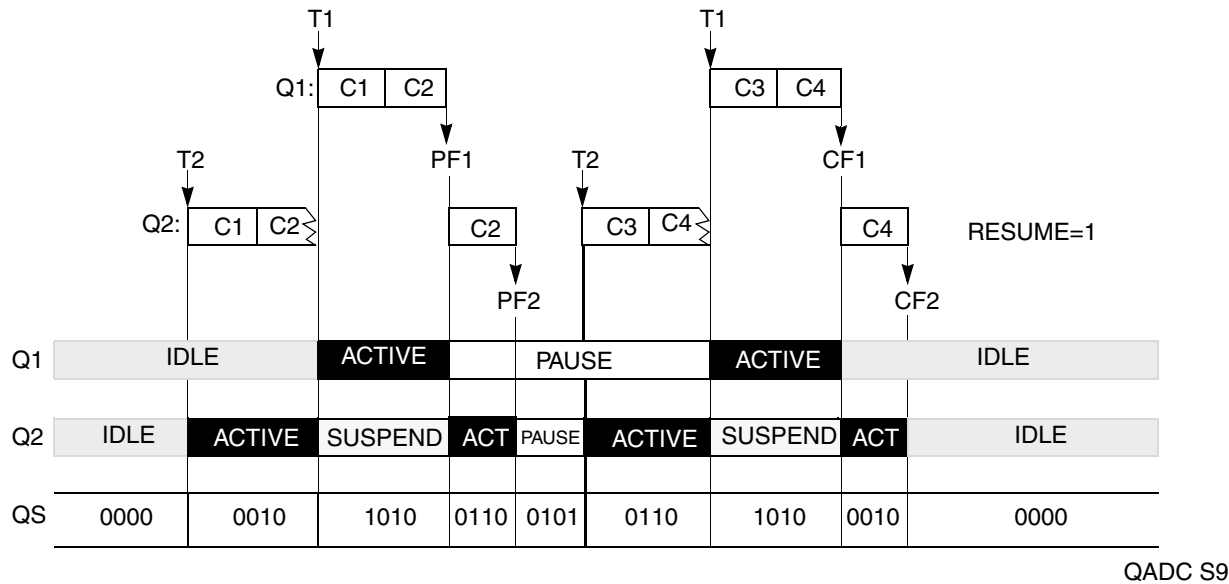 T1 T1
Q1: C1 C2 C3 C4
T2 PF1 T2 CF1
Q2: C1 C2 C2 C3 C4 C4 RESUME=1
PF2 CF2
Q1 IDLE ACTIVE PAUSE ACTIVE IDLE
Q2 IDLE ACTIVE SUSPEND ACT PAUSE ACTIVE SUSPEND ACT IDLE
QS 0000 0010 1010 0110 0101 0110 1010 0010 0000
QADC S9